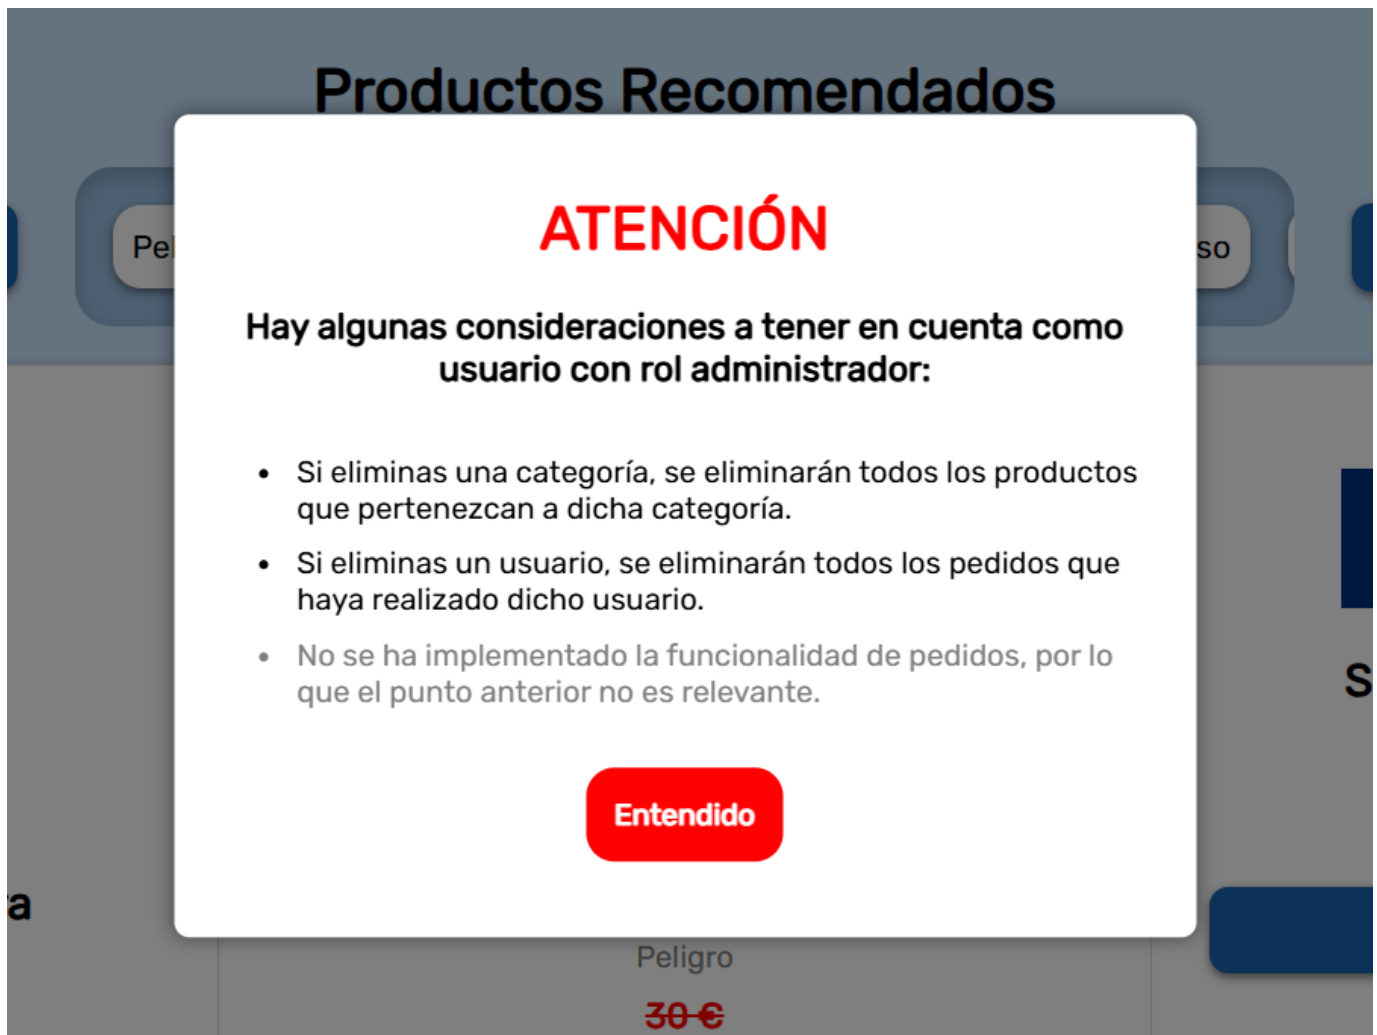 Productos Recomendados
ATENCIÓN
Hay algunas consideraciones a tener en cuenta como
usuario con rol administrador:
• Si eliminas una categoría, se eliminarán todos los productos
que pertenezcan a dicha categoría.
• Si eliminas un usuario, se eliminarán todos los pedidos que
haya realizado dicho usuario.
• No se ha implementado la funcionalidad de pedidos, por lo
que el punto anterior no es relevante.
Entendido
Peligro
30 €